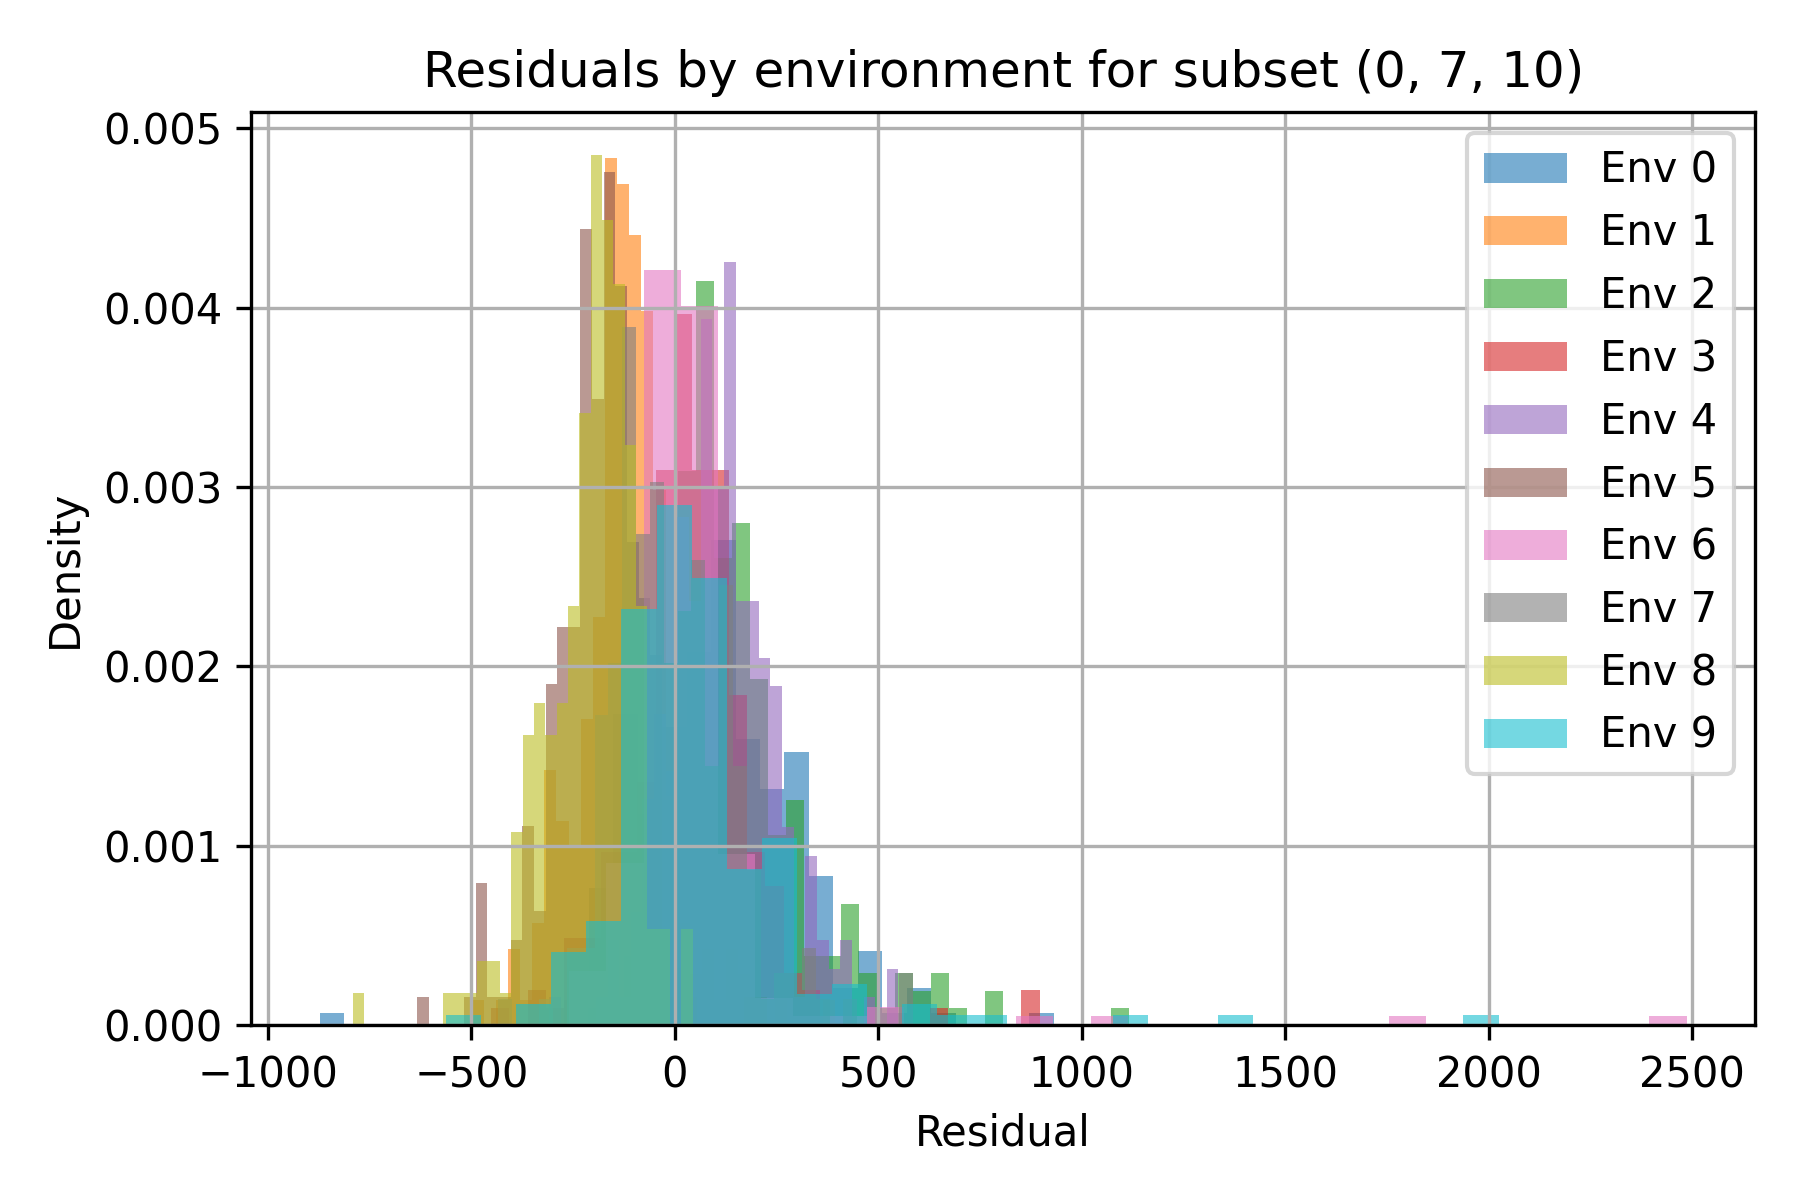 Residuals by environment for subset (0, 7, 10)
0.005
0.004
0.003
0.002
0.001
0.000
Density
−1000
−500
0
500
1000
1500
2000
2500
Residual
Env 0
Env 1
Env 2
Env 3
Env 4
Env 5
Env 6
Env 7
Env 8
Env 9